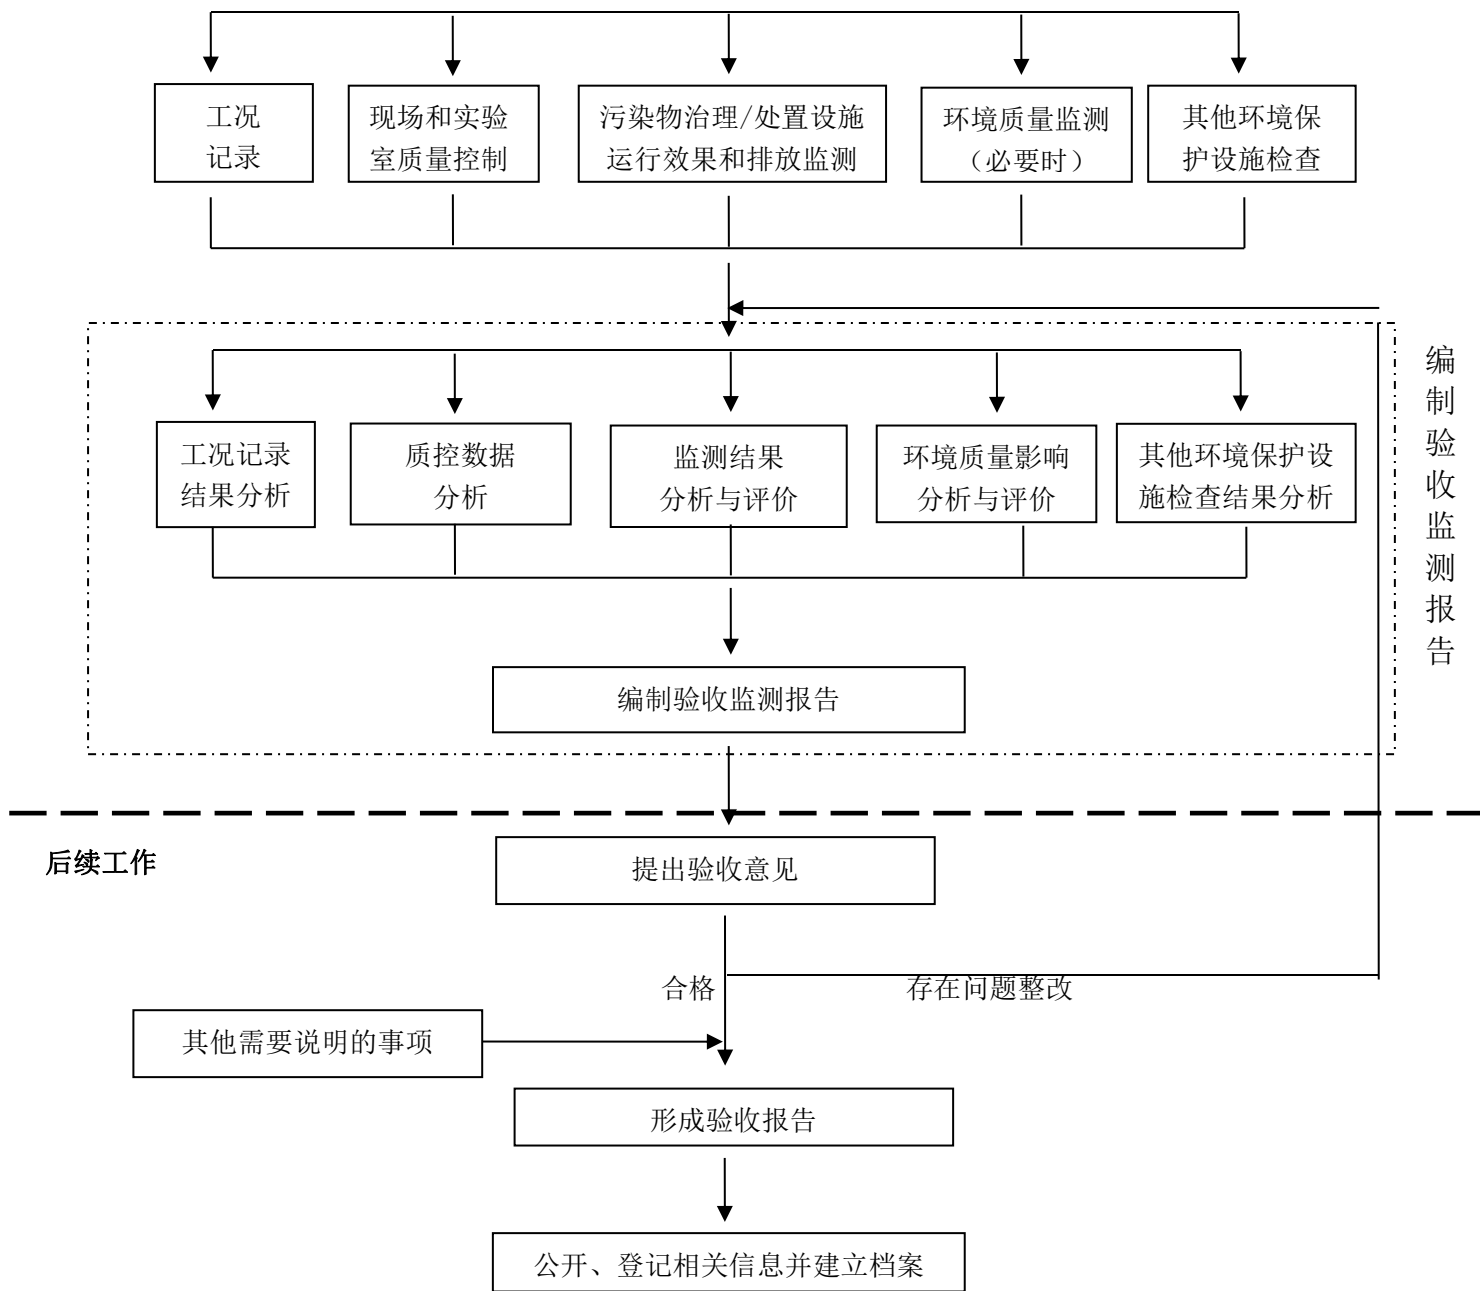 工况
记录
现场和实验
室质量控制
污染物治理/处置设施
运行效果和排放监测
环境质量监测
（必要时）
其他环境保
护设施检查
编制验收监测报告
工况记录
结果分析
质控数据
分析
监测结果
分析与评价
环境质量影响
分析与评价
其他环境保护设
施检查结果分析
编制验收监测报告
后续工作
提出验收意见
合格
存在问题整改
其他需要说明的事项
形成验收报告
公开、登记相关信息并建立档案